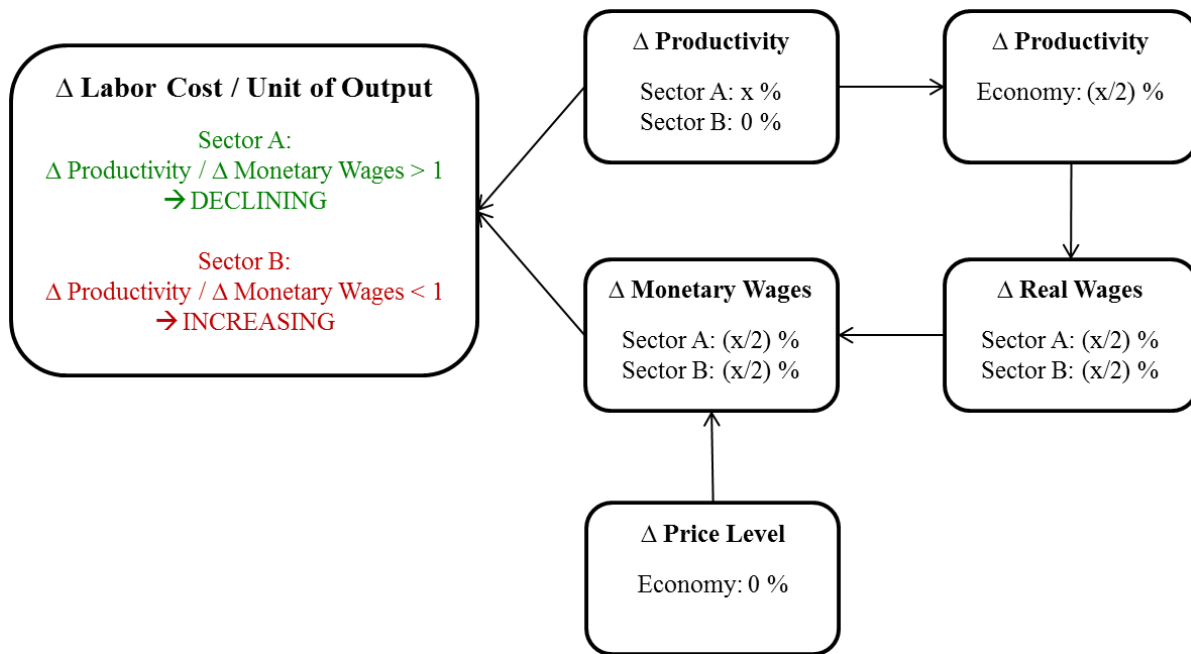 Δ Labor Cost / Unit of Output
Sector A:
Δ Productivity / Δ Monetary Wages > 1
→ DECLINING
Sector B:
Δ Productivity / Δ Monetary Wages < 1
→ INCREASING
Δ Productivity
Sector A: x %
Sector B: 0 %
Δ Productivity
Economy: (x/2) %
Δ Monetary Wages
Sector A: (x/2) %
Sector B: (x/2) %
Δ Real Wages
Sector A: (x/2) %
Sector B: (x/2) %
Δ Price Level
Economy: 0 %